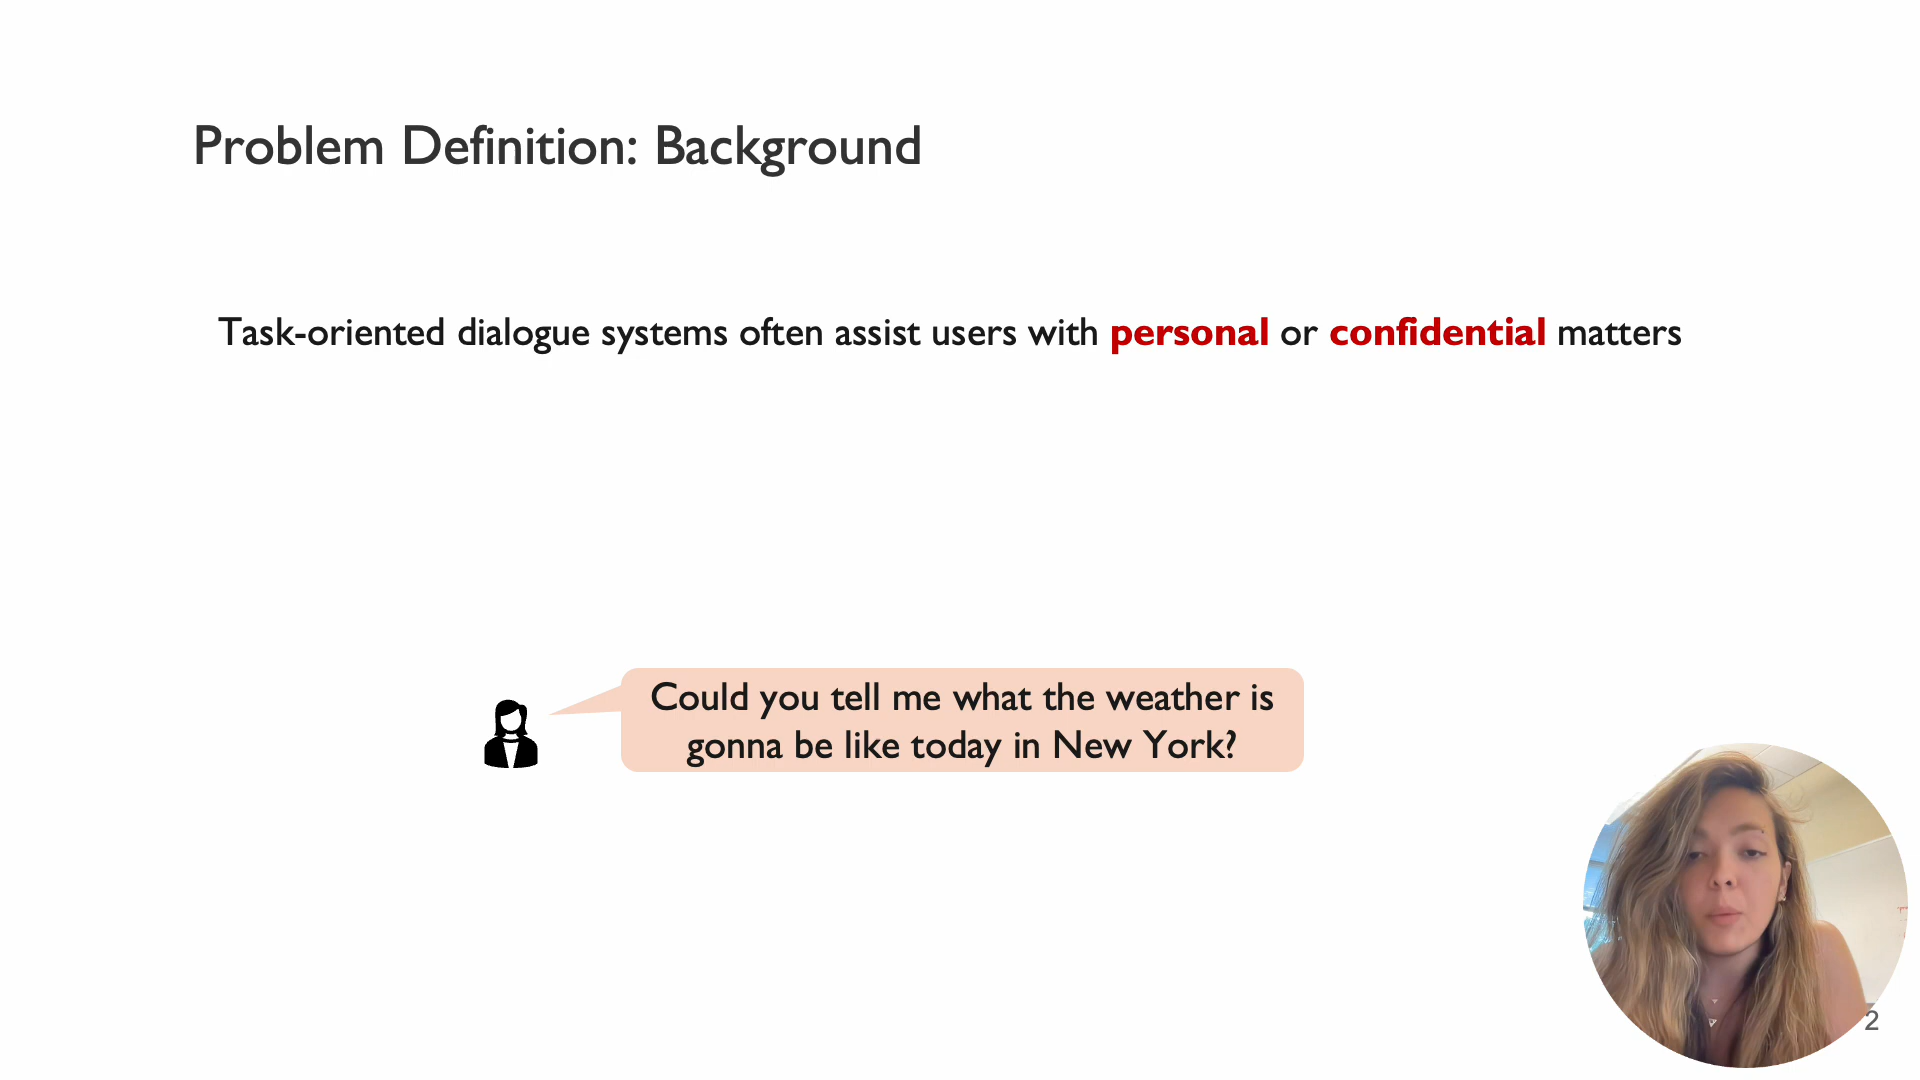 Problem Definition: Background
Task-oriented dialogue systems often assist users with personal or confidential matters
Could you tell me what the weather is
gonna be like today in New York?
2